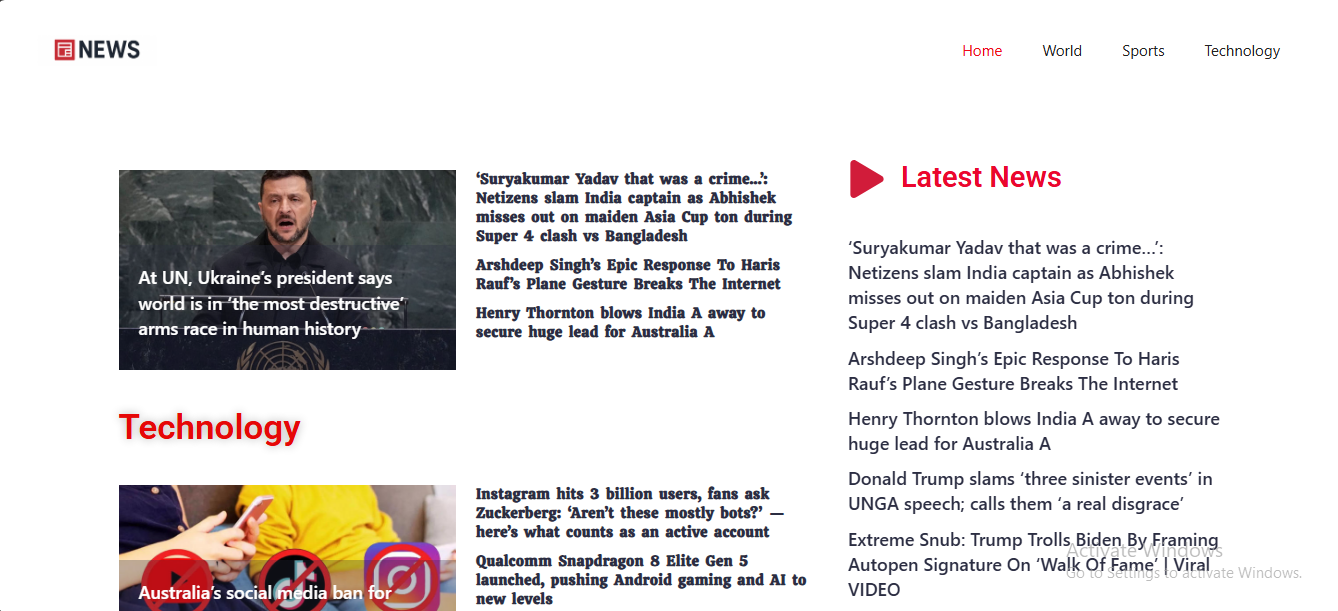 NEWS
Home
World
Sports
Technology
At UN, Ukraine’s president says
world is in ‘the most destructive’
arms race in human history
‘Suryakumar Yadav that was a crime...’:
Netizens slam India captain as Abhishek
misses out on maiden Asia Cup ton during
Super 4 clash vs Bangladesh
Arshdeep Singh’s Epic Response To Haris
Rauf’s Plane Gesture Breaks The Internet
Henry Thornton blows India A away to
secure huge lead for Australia A
Technology
Australia’s social media ban for
Instagram hits 3 billion users, fans ask
Zuckerberg: ‘Aren’t these mostly bots?’ —
here’s what counts as an active account
Qualcomm Snapdragon 8 Elite Gen 5
launched, pushing Android gaming and AI to
new levels
Latest News
‘Suryakumar Yadav that was a crime...’:
Netizens slam India captain as Abhishek
misses out on maiden Asia Cup ton during
Super 4 clash vs Bangladesh
Arshdeep Singh’s Epic Response To Haris
Rauf’s Plane Gesture Breaks The Internet
Henry Thornton blows India A away to secure
huge lead for Australia A
Donald Trump slams ‘three sinister events’ in
UNGA speech; calls them ‘a real disgrace’
Extreme Snub: Trump Trolls Biden By Framing
Autopen Signature On ‘Walk Of Fame’ | Viral
VIDEO
Activate Windows
Go to Settings to activate Windows.